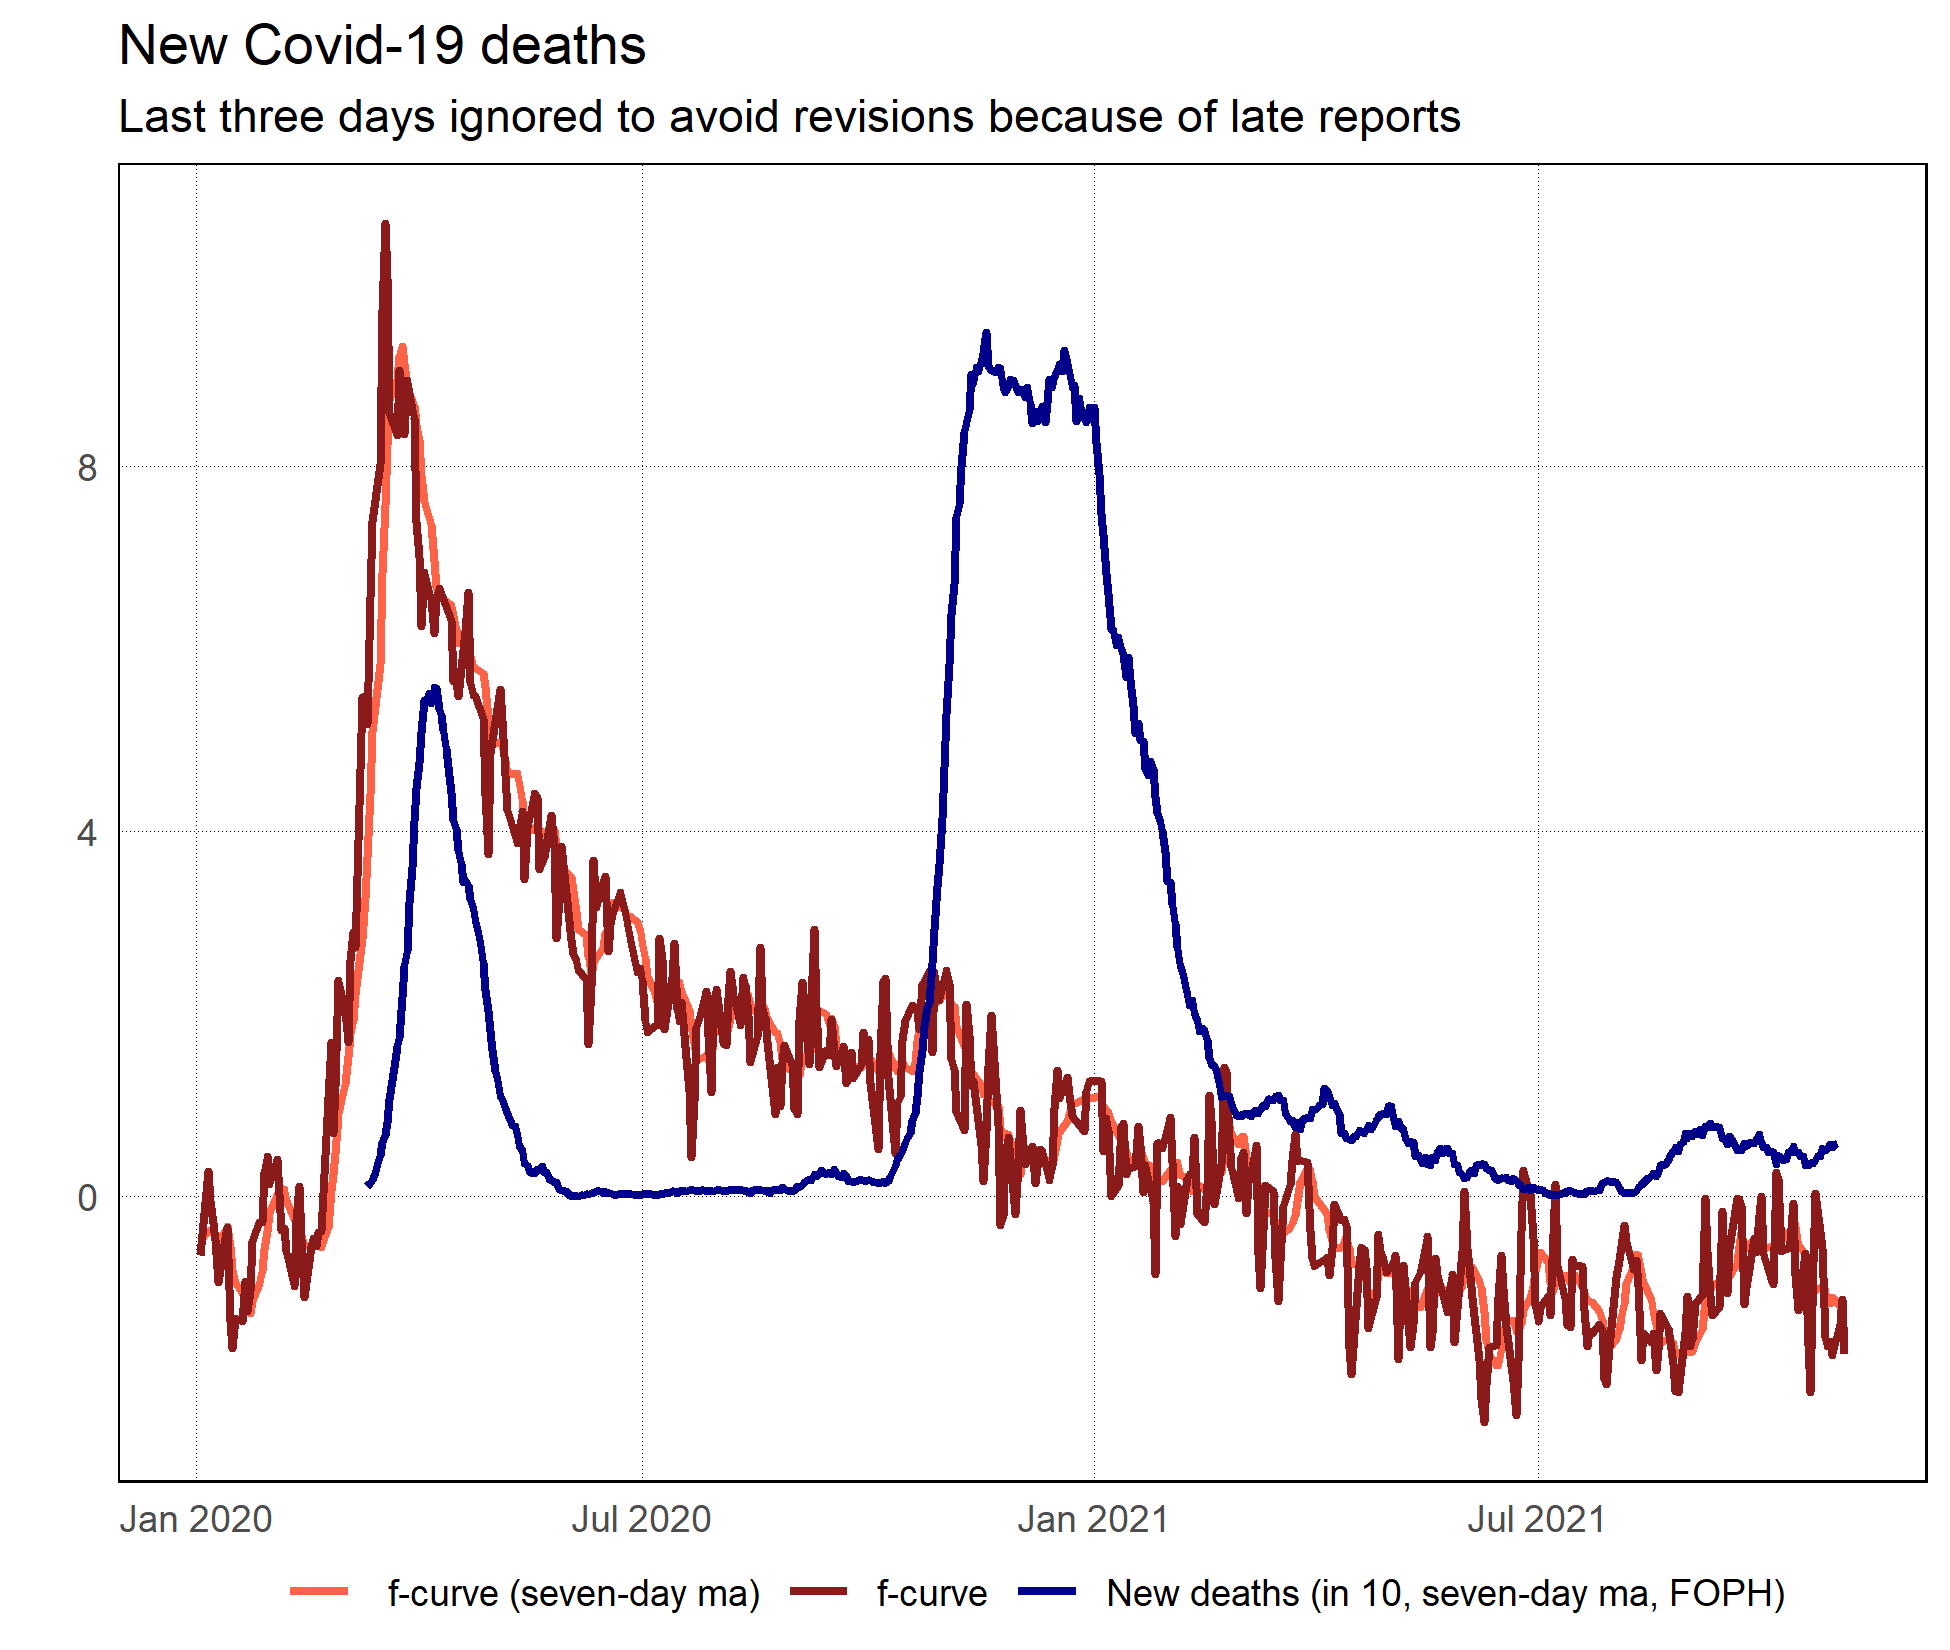 New Covid-19 deaths
Last three days ignored to avoid revisions because of late reports
8
4
0
Jan 2020 Jul 2020 Jan 2021 Jul 2021
f-curve (seven-day ma) f-curve New deaths (in 10, seven-day ma, FOPH)